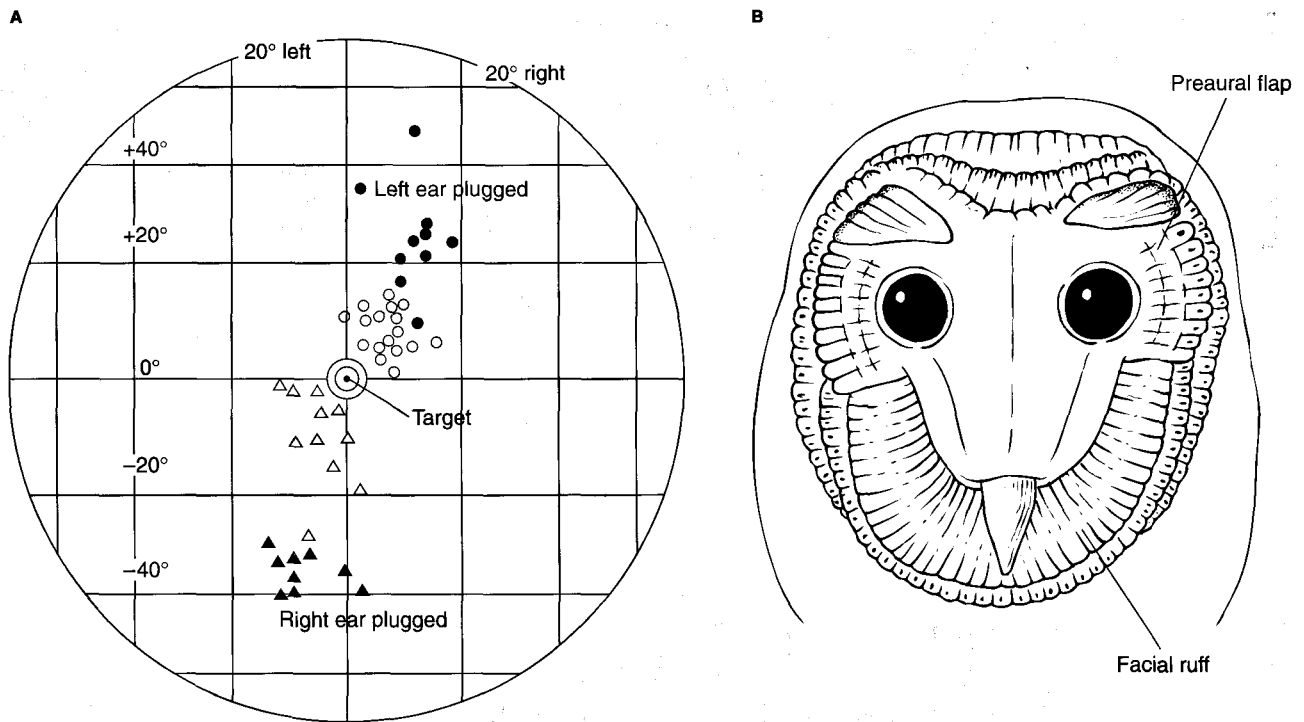 A
20° left
20° right
+40°
Left ear plugged
+20°
0°
Target
−20°
−40°
Right ear plugged
B
Preaural flap
Facial ruff